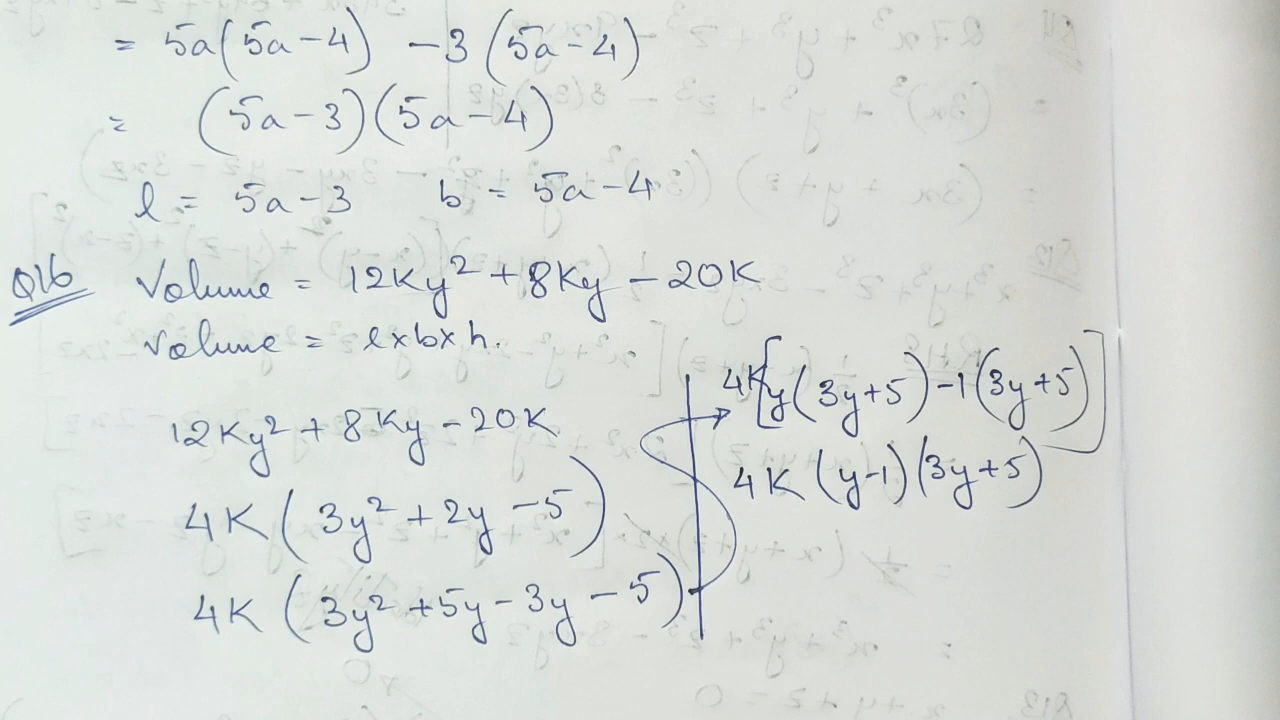 = 5a(5a-4) -3(5a-4)
= (5a-3)(5a-4)
l = 5a-3 b = 5a-4
Q16 Volume = 12Ky² + 8Ky - 20K
Volume = l×b×h.
12Ky² + 8Ky - 20K
4K(3y² + 2y - 5)
4K(3y² + 5y - 3y - 5)
4K[y(3y+5) -1(3y+5)]
4K(y-1)(3y+5)